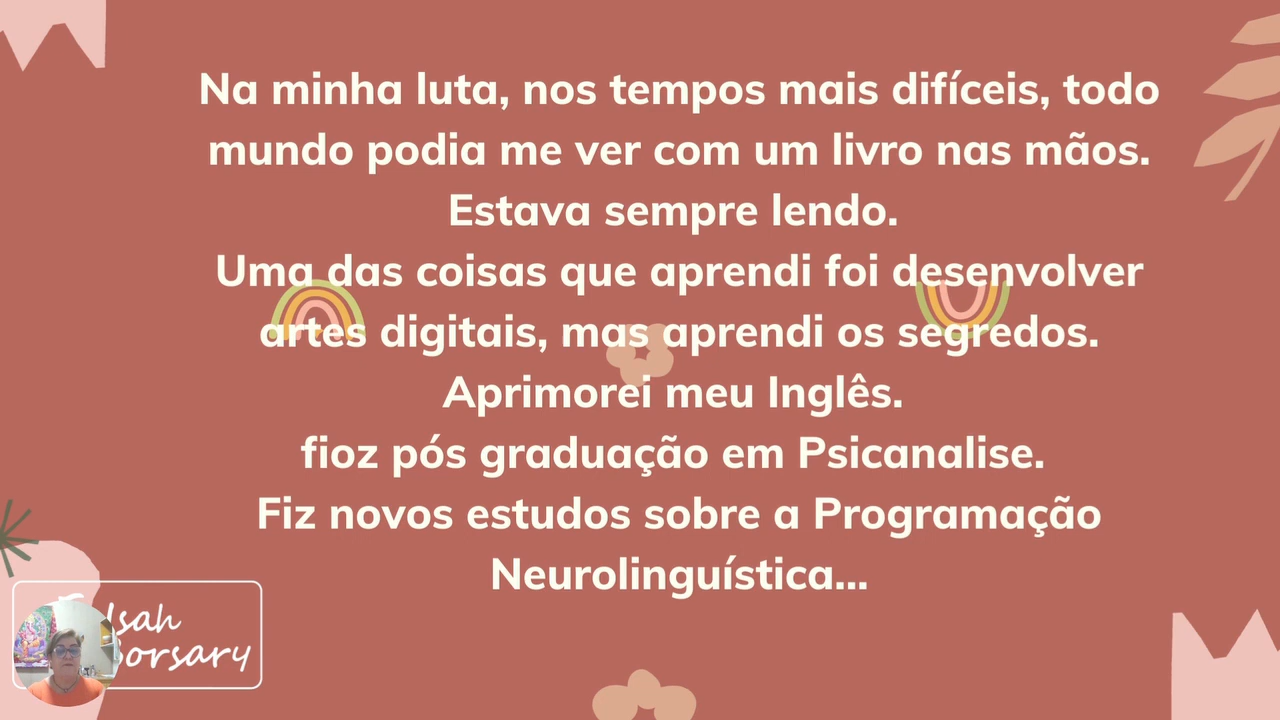 Na minha luta, nos tempos mais difíceis, todo
mundo podia me ver com um livro nas mãos.
Estava sempre lendo.
Uma das coisas que aprendi foi desenvolver
artes digitais, mas aprendi os segredos.
Aprimorei meu Inglês.
fioz pós graduação em Psicanalise.
Fiz novos estudos sobre a Programação
Neurolinguística...